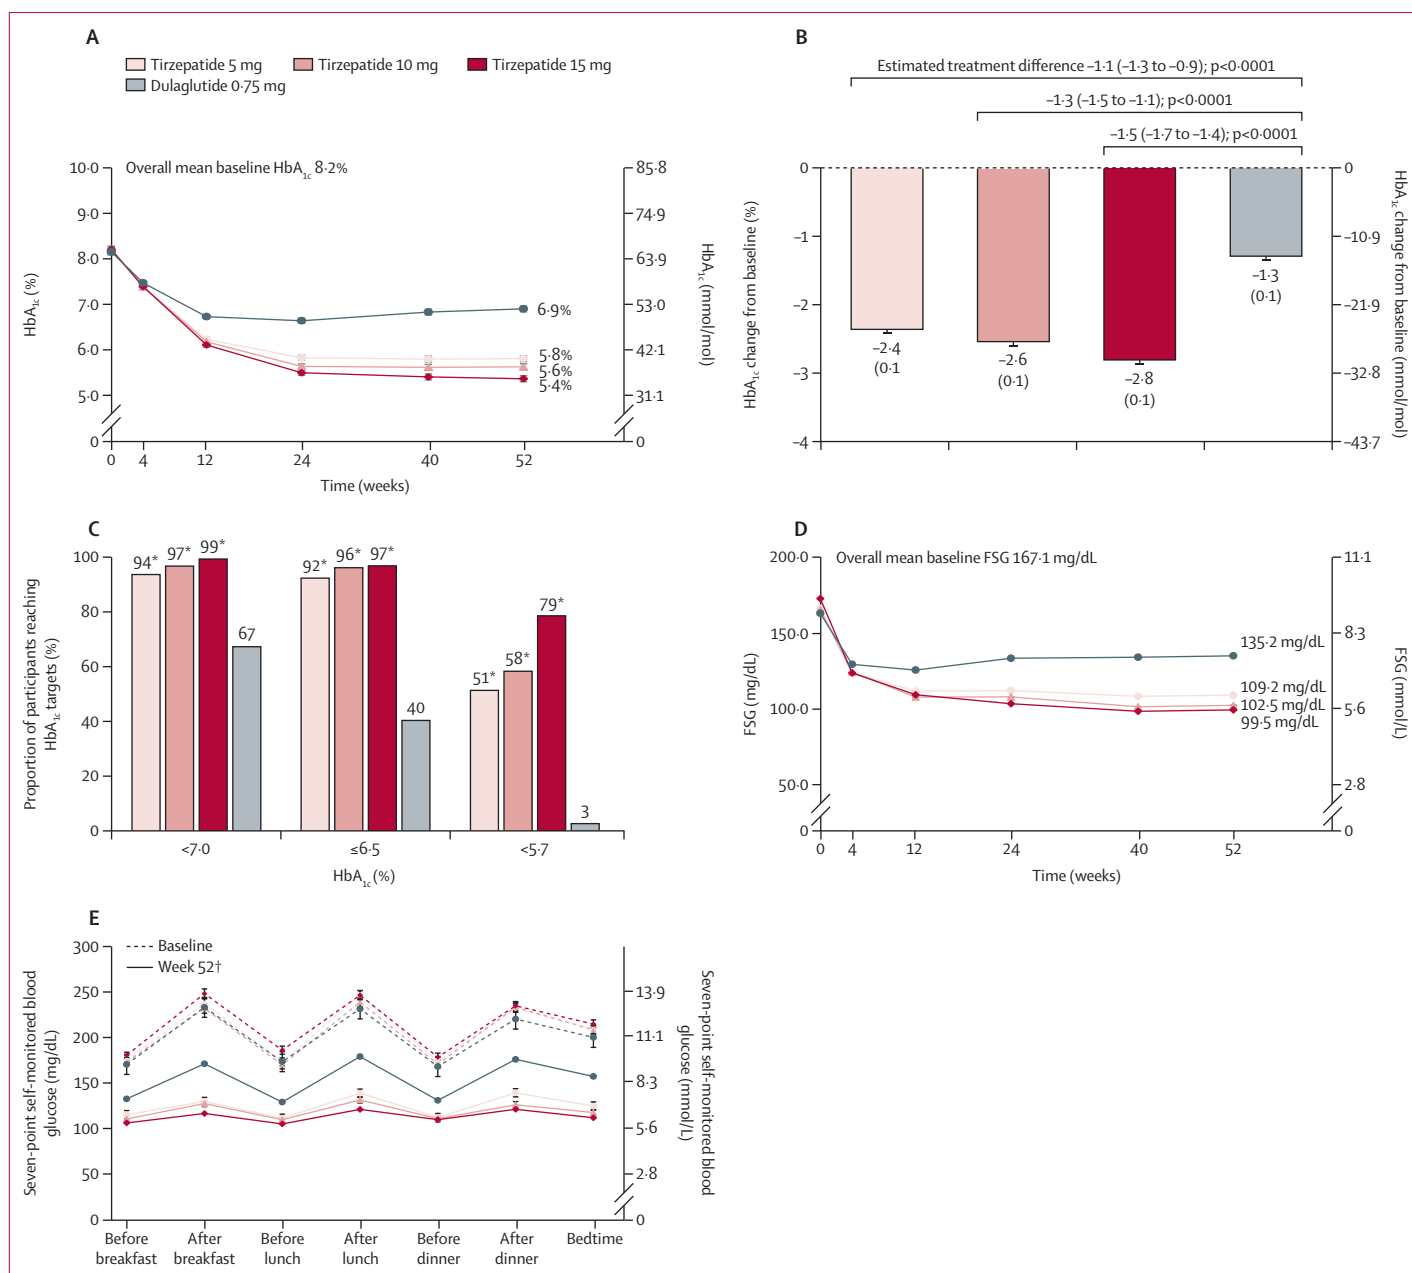 A
Tirzepatide 5 mg
Tirzepatide 10 mg
Tirzepatide 15 mg
Dulaglutide 0·75 mg
Overall mean baseline HbA1c 8·2%
HbA1c (%)
10·0
9·0
8·0
7·0
6·0
5·0
0
85·8
74·9
63·9
53·0
42·1
31·1
0
HbA1c (mmol/mol)
6·9%
5·8%
5·6%
5·4%
0 4 12 24 40 52
Time (weeks)
B
Estimated treatment difference –1·1 (–1·3 to –0·9); p<0·0001
–1·3 (–1·5 to –1·1); p<0·0001
–1·5 (–1·7 to –1·4); p<0·0001
HbA1c change from baseline (%)
0
–1
–2
–3
–4
–2·4
(0·1
–2·6
(0·1)
–2·8
(0·1)
–1·3
(0·1)
0
–10·9
–21·9
–32·8
–43·7
HbA1c change from baseline (mmol/mol)
C
Proportion of participants reaching
HbA1c targets (%)
100
80
60
40
20
0
94* 97* 99* 67
92* 96* 97* 40
51* 58* 79* 3
<7·0 ≤6·5 <5·7
HbA1c (%)
D
Overall mean baseline FSG 167·1 mg/dL
FSG (mg/dL)
200·0
150·0
100·0
50·0
0
135·2 mg/dL
109·2 mg/dL
102·5 mg/dL
99·5 mg/dL
11·1
8·3
5·6
2·8
0
FSG (mmol/L)
0 4 12 24 40 52
Time (weeks)
E
Baseline
Week 52†
Seven-point self-monitored blood
glucose (mg/dL)
300
250
200
150
100
50
0
13·9
11·1
8·3
5·6
2·8
0
Seven-point self-monitored blood
glucose (mmol/L)
Before
breakfast
After
breakfast
Before
lunch
After
lunch
Before
dinner
After
dinner
Bedtime